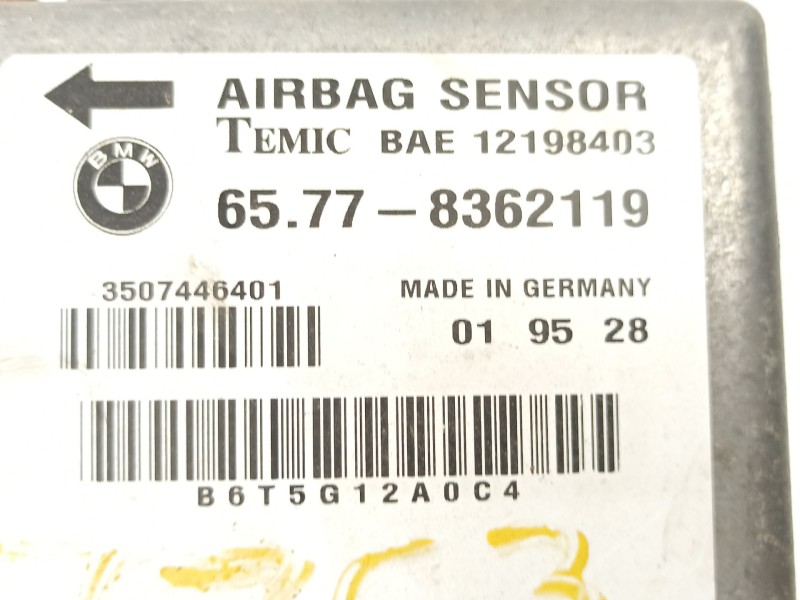 AIRBAG SENSOR
BMW
TEMIC BAE 12198403
65.77-8362119
3507446401
MADE IN GERMANY
01 95 28
B6T5G12A0C4